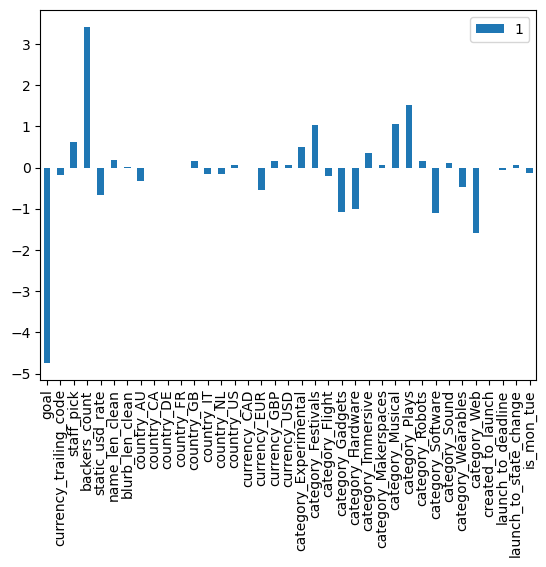 1
3
2
1
0
−1
−2
−3
−4
−5
goal
currency_trailing_code
staff_pick
backers_count
static_usd_rate
name_len_clean
blurb_len_clean
country_AU
country_CA
country_DE
country_FR
country_GB
country_IT
country_NL
country_US
currency_CAD
currency_EUR
currency_GBP
currency_USD
category_Experimental
category_Festivals
category_Flight
category_Gadgets
category_Hardware
category_Immersive
category_Makerspaces
category_Musical
category_Plays
category_Robots
category_Software
category_Sound
category_Wearables
category_Web
created_to_launch
launch_to_deadline
launch_to_state_change
is_mon_tue